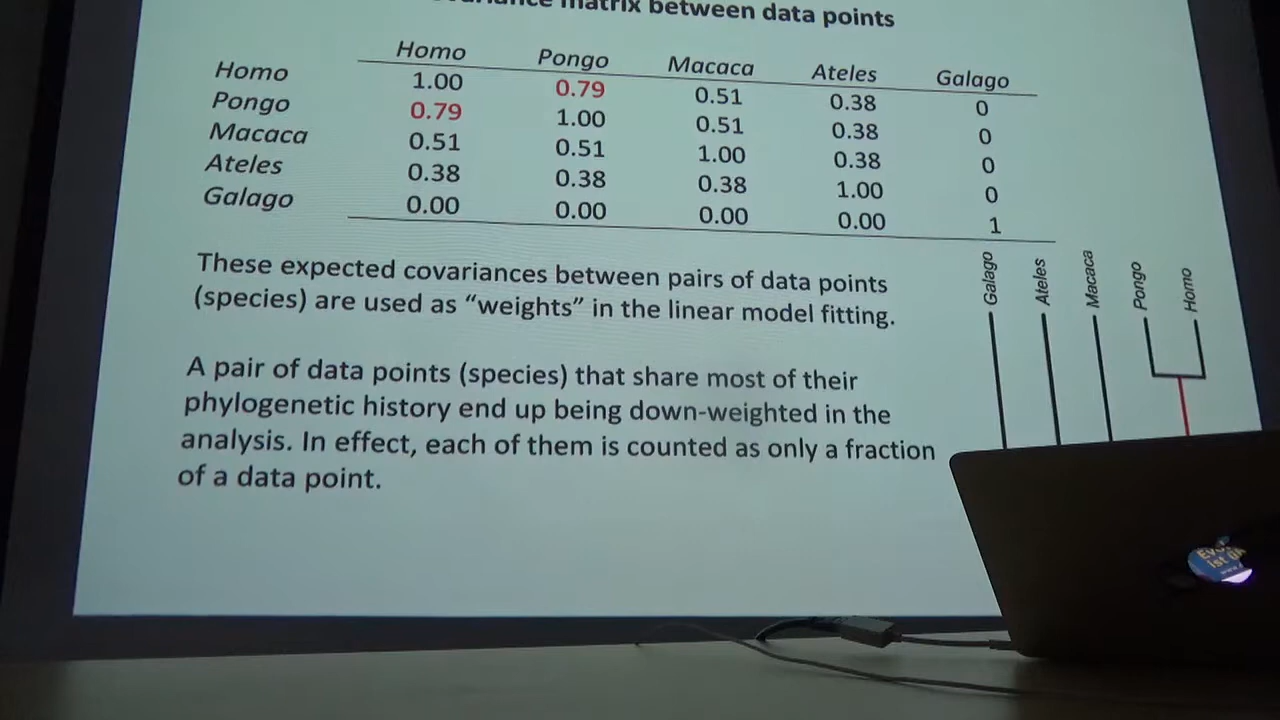 matrix between data points
Homo Pongo Macaca Ateles Galago
Homo 1.00 0.79 0.51 0.38 0
Pongo 0.79 1.00 0.51 0.38 0
Macaca 0.51 0.51 1.00 0.38 0
Ateles 0.38 0.38 0.38 1.00 0
Galago 0.00 0.00 0.00 0.00 1
These expected covariances between pairs of data points
(species) are used as “weights” in the linear model fitting.
A pair of data points (species) that share most of their
phylogenetic history end up being down-weighted in the
analysis. In effect, each of them is counted as only a fraction
of a data point.
Galago
Ateles
Macaca
Pongo
Homo